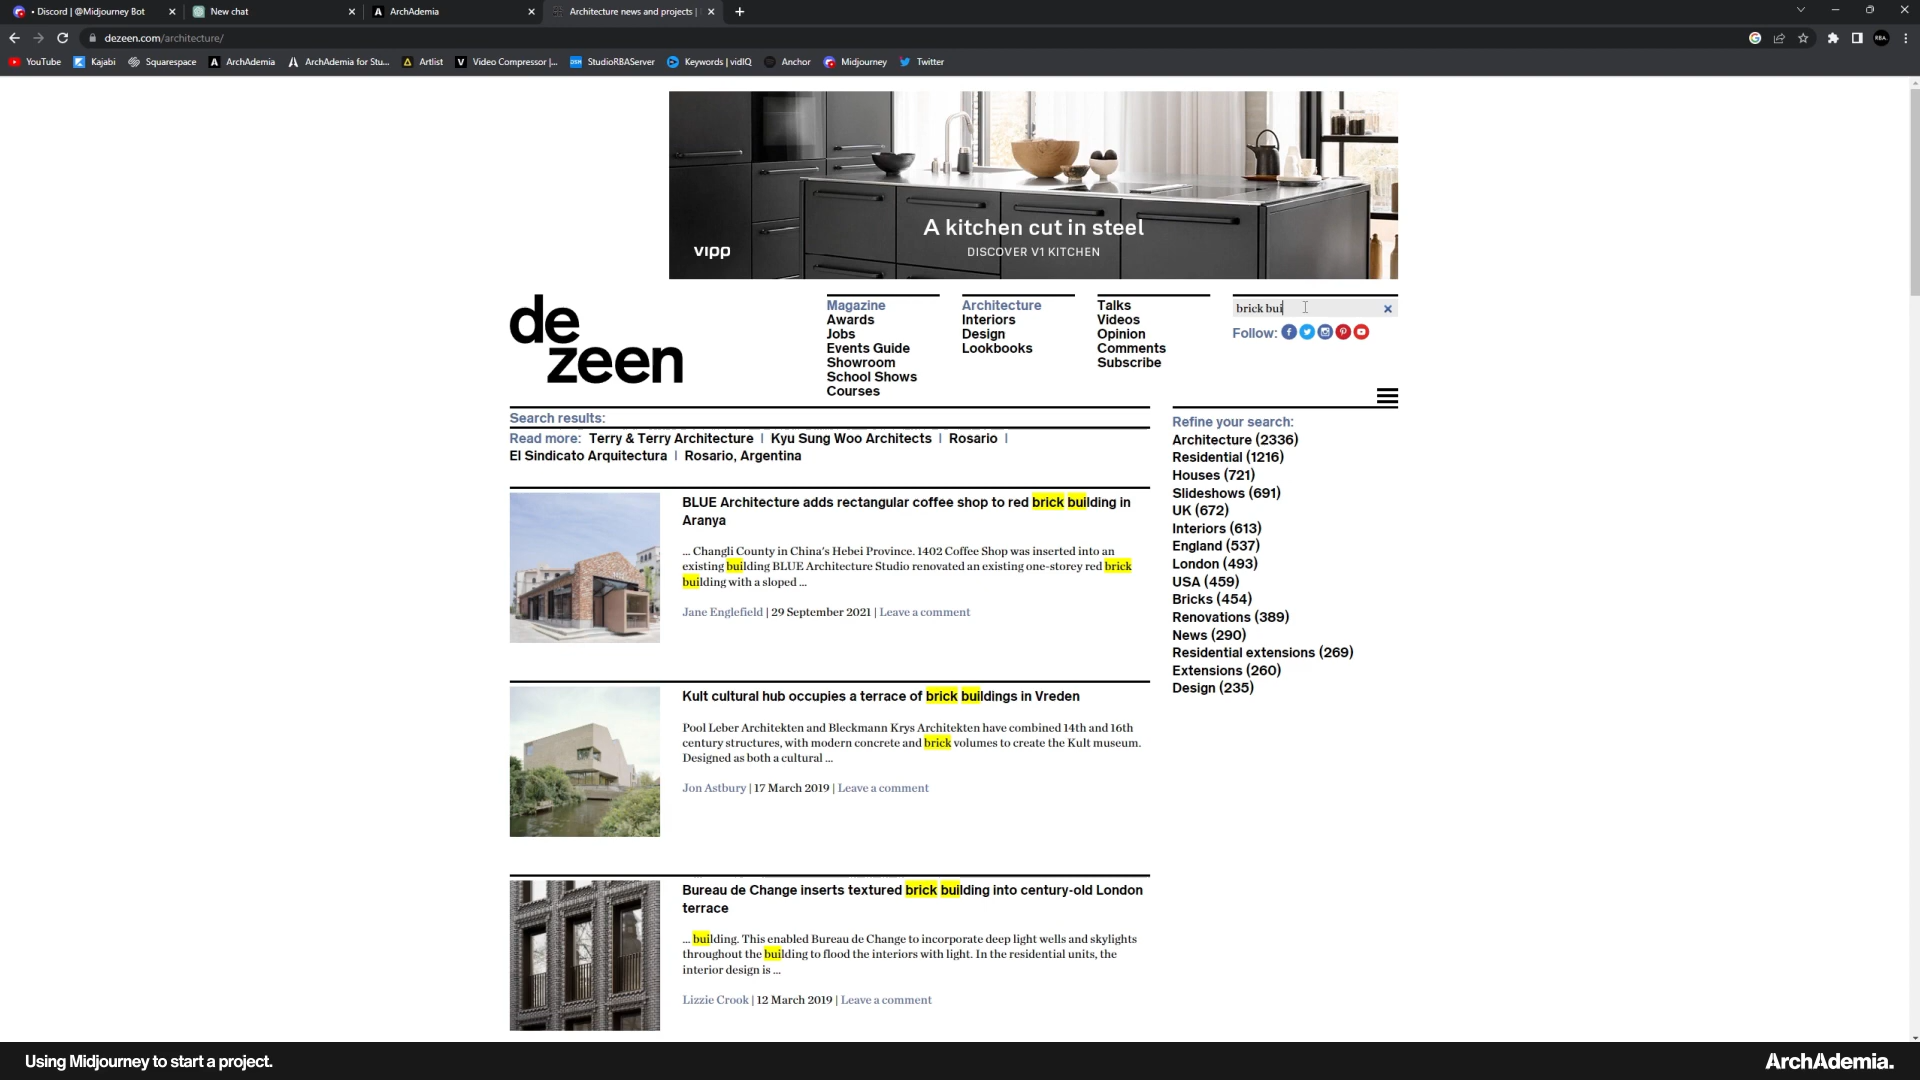 • Discord | @Midjourney Bot
New chat
ArchAdemia
Architecture news and projects |
dezeen.com/architecture/
YouTube
Kajabi
Squarespace
ArchAdemia
ArchAdemia for Stu...
Artlist
Video Compressor |...
StudioRBAServer
Keywords | vidIQ
Anchor
Midjourney
Twitter
vipp
A kitchen cut in steel
DISCOVER V1 KITCHEN
de
zeen
Magazine
Awards
Jobs
Events Guide
Showroom
School Shows
Courses
Architecture
Interiors
Design
Lookbooks
Talks
Videos
Opinion
Comments
Subscribe
brick bui
Follow:
Search results:
Read more: Terry & Terry Architecture | Kyu Sung Woo Architects | Rosario |
El Sindicato Arquitectura | Rosario, Argentina
BLUE Architecture adds rectangular coffee shop to red brick building in
Aranya
... Changli County in China's Hebei Province. 1402 Coffee Shop was inserted into an
existing building BLUE Architecture Studio renovated an existing one-storey red brick
building with a sloped ...
Jane Englefield | 29 September 2021 | Leave a comment
Kult cultural hub occupies a terrace of brick buildings in Vreden
Pool Leber Architekten and Bleckmann Krys Architekten have combined 14th and 16th
century structures, with modern concrete and brick volumes to create the Kult museum.
Designed as both a cultural ...
Jon Astbury | 17 March 2019 | Leave a comment
Bureau de Change inserts textured brick building into century-old London
terrace
... building. This enabled Bureau de Change to incorporate deep light wells and skylights
throughout the building to flood the interiors with light. In the residential units, the
interior design is ...
Lizzie Crook | 12 March 2019 | Leave a comment
Refine your search:
Architecture (2336)
Residential (1216)
Houses (721)
Slideshows (691)
UK (672)
Interiors (613)
England (537)
London (493)
USA (459)
Bricks (454)
Renovations (389)
News (290)
Residential extensions (269)
Extensions (260)
Design (235)
Using Midjourney to start a project.
ArchAdemia.